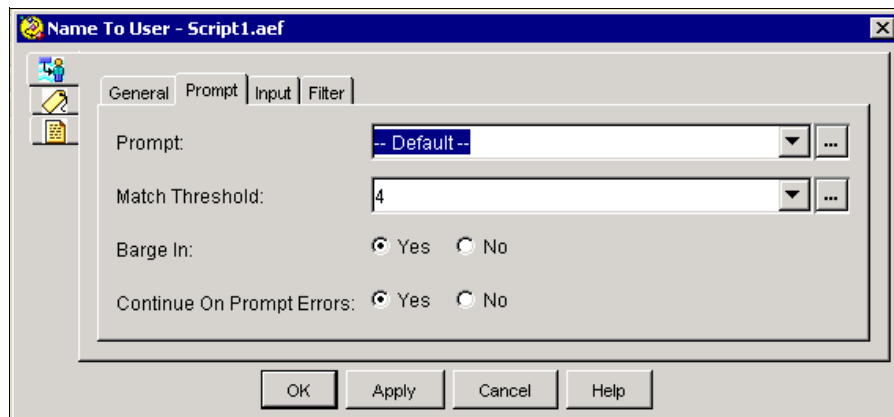 Name To User - Script1.aef
General Prompt Input Filter
Prompt: -- Default -- ...
Match Threshold: 4 ...
Barge In: Yes No
Continue On Prompt Errors: Yes No
OK Apply Cancel Help